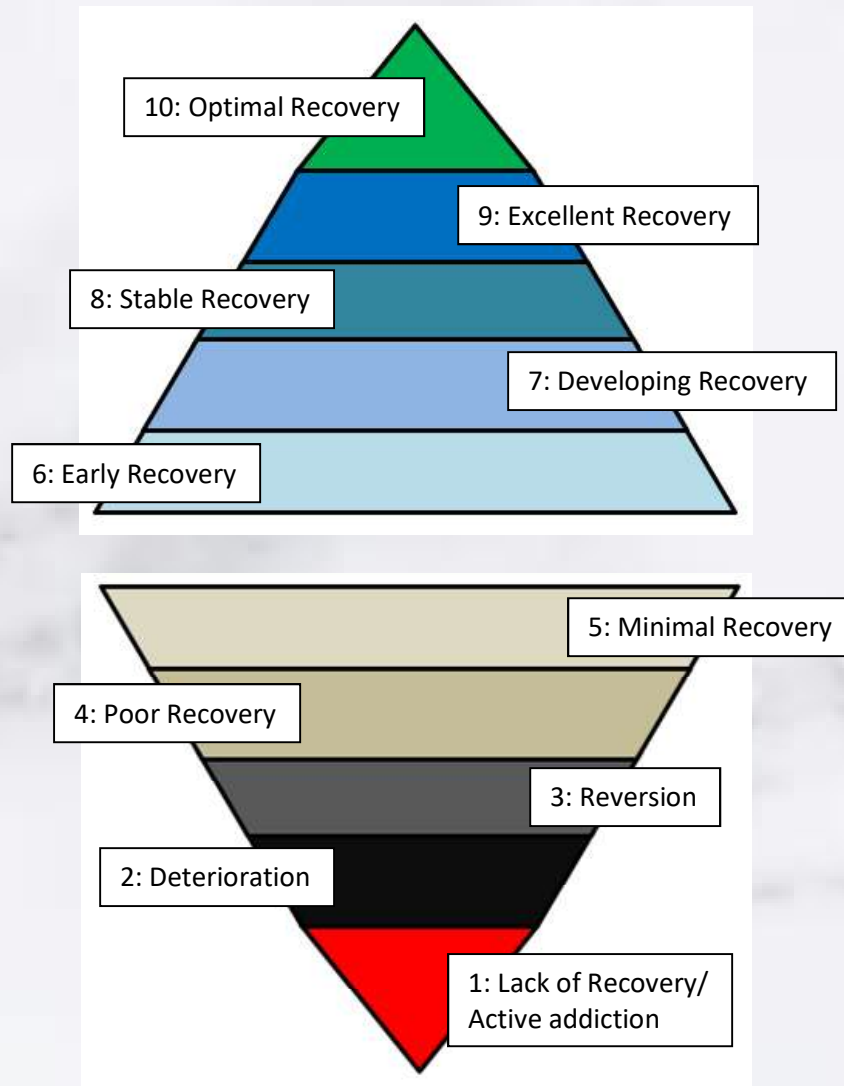 10: Optimal Recovery
9: Excellent Recovery
8: Stable Recovery
7: Developing Recovery
6: Early Recovery
5: Minimal Recovery
4: Poor Recovery
3: Reversion
2: Deterioration
1: Lack of Recovery/
Active addiction